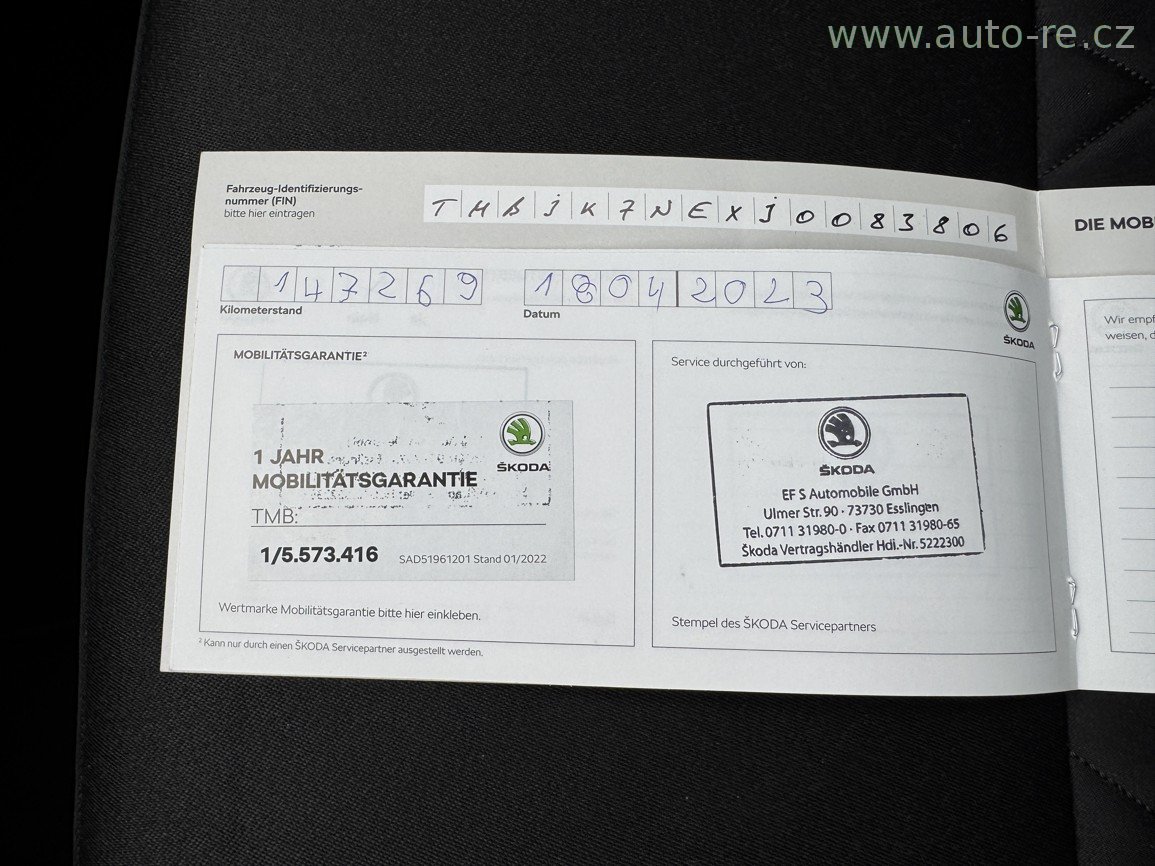 www.auto-re.cz
Fahrzeug-Identifizierungs-
nummer (FIN)
bitte hier eintragen
TMBJK7NEXJ0083806
DIE MOB
147269
18042023
Kilometerstand
Datum
ŠKODA
MOBILITÄTSGARANTIE²
1 JAHR
MOBILITÄTSGARANTIE
ŠKODA
TMB:
1/5.573.416
SAD51961201 Stand 01/2022
Wertmarke Mobilitätsgarantie bitte hier einkleben.
² Kann nur durch einen ŠKODA Servicepartner ausgestellt werden.
Service durchgeführt von:
ŠKODA
EF S Automobile GmbH
Ulmer Str. 90 · 73730 Esslingen
Tel. 0711 31980-0 · Fax 0711 31980-65
Škoda Vertragshändler Hdl.-Nr. 5222300
Stempel des ŠKODA Servicepartners
Wir empf
weisen, d